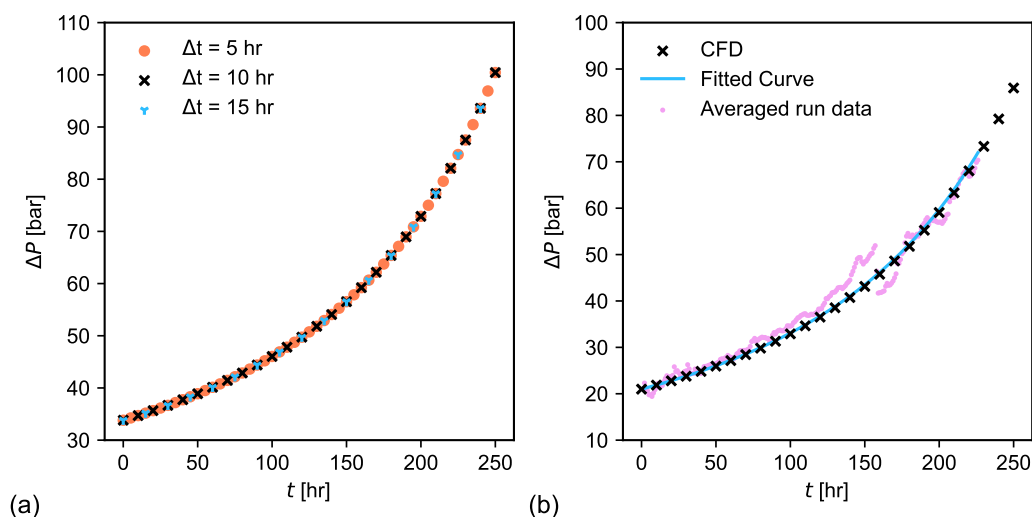 110
100
90
80
70
60
50
40
30
ΔP [bar]
Δt = 5 hr
Δt = 10 hr
Δt = 15 hr
0
50
100
150
200
250
t [hr]
(a)
100
90
80
70
60
50
40
30
20
10
ΔP [bar]
CFD
Fitted Curve
Averaged run data
0
50
100
150
200
250
t [hr]
(b)